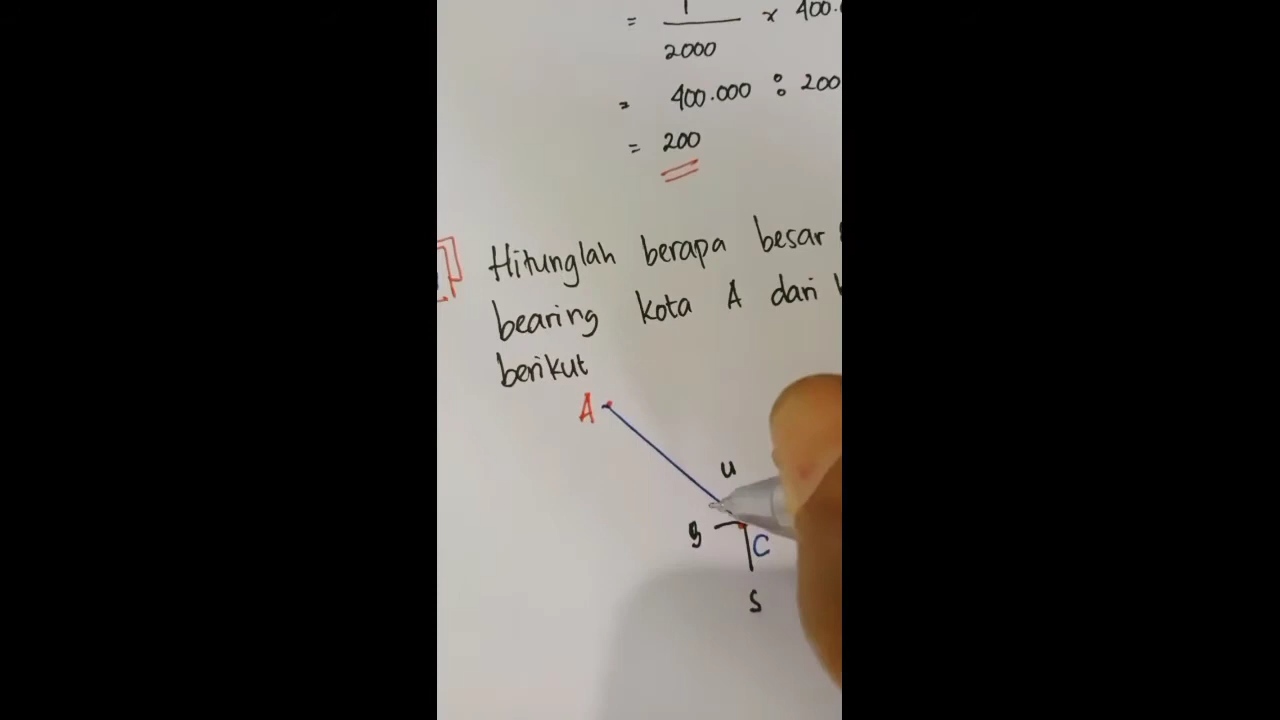 = 1/2000 x 400.
= 400.000 : 200
= 200
Hitunglah berapa besar
bearing kota A dari
berikut
A
U
B
C
S